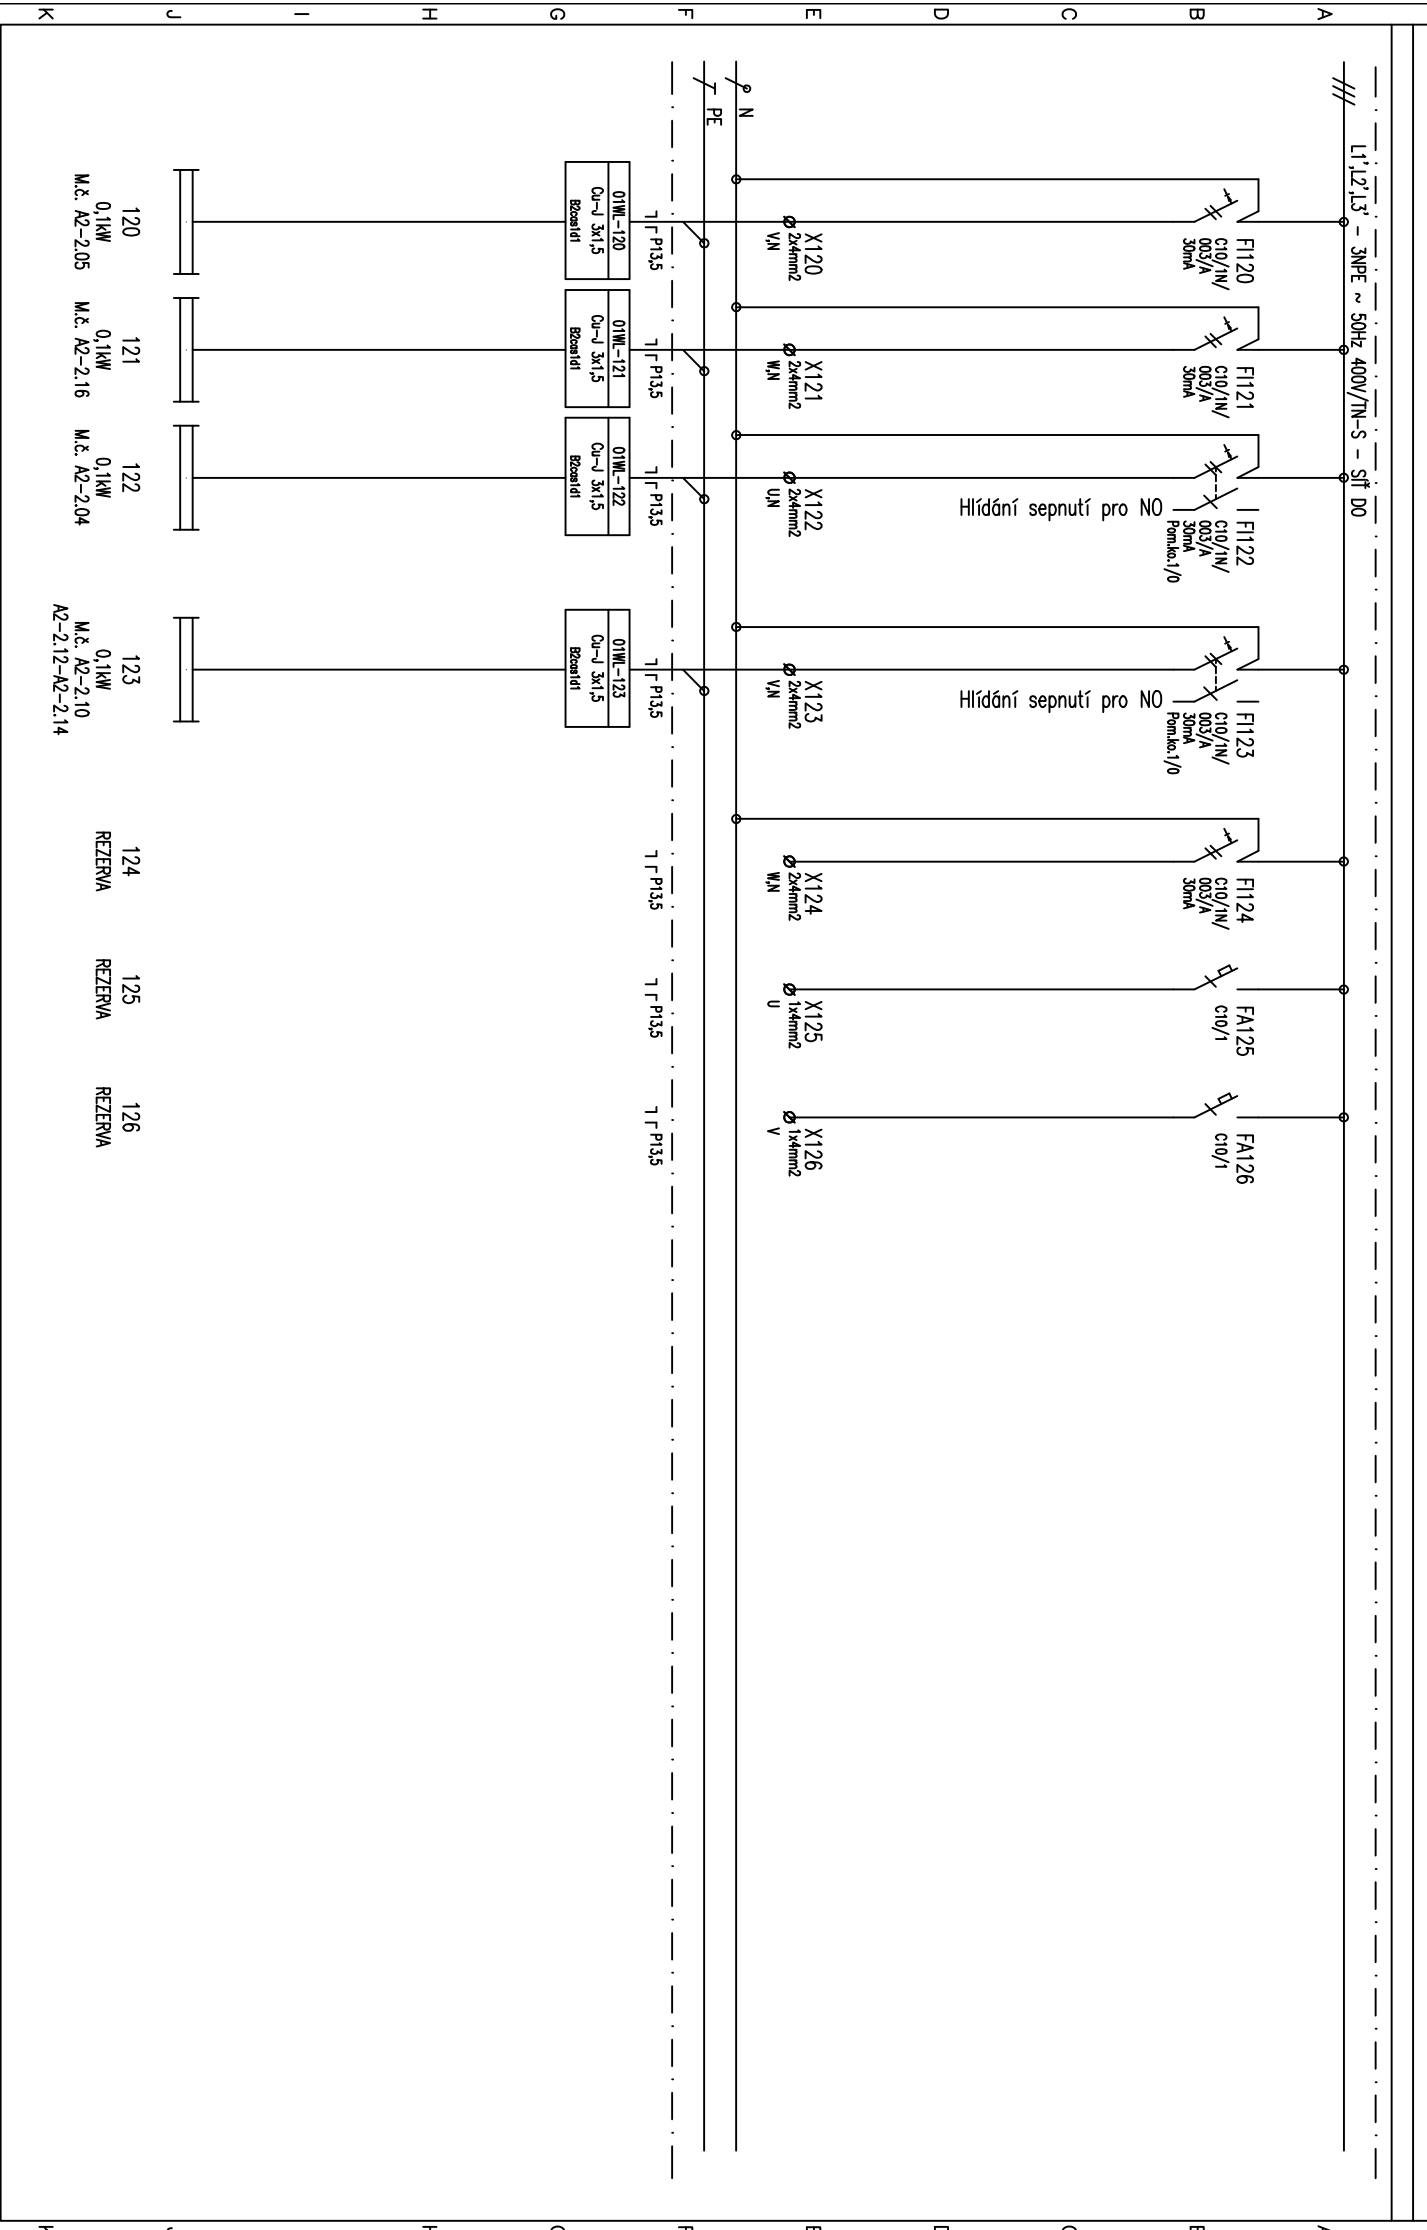 A
B
C
D
E
F
G
H
I
J
K
L1',L2',L3' – 3NPE ~ 50Hz 400V/TN–S – SÍŤ DO
N
PE
FI120
C10/1N/
003/A
30mA
X120
2x4mm2
V,N
P13,5
01WL–120
Cu–J 3x1,5
B2cas1d1
120
0,1kW
M.č. A2–2.05
FI121
C10/1N/
003/A
30mA
X121
2x4mm2
W,N
P13,5
01WL–121
Cu–J 3x1,5
B2cas1d1
121
0,1kW
M.č. A2–2.16
FI122
C10/1N/
003/A
30mA
Pom.ko.1/0
Hlídání sepnutí pro NO
X122
2x4mm2
U,N
P13,5
01WL–122
Cu–J 3x1,5
B2cas1d1
122
0,1kW
M.č. A2–2.04
FI123
C10/1N/
003/A
30mA
Pom.ko.1/0
Hlídání sepnutí pro NO
X123
2x4mm2
V,N
P13,5
01WL–123
Cu–J 3x1,5
B2cas1d1
123
0,1kW
M.č. A2–2.10
A2–2.12–A2–2.14
FI124
C10/1N/
003/A
30mA
X124
2x4mm2
W,N
P13,5
124
REZERVA
FA125
C10/1
X125
1x4mm2
U
P13,5
125
REZERVA
FA126
C10/1
X126
1x4mm2
V
P13,5
126
REZERVA